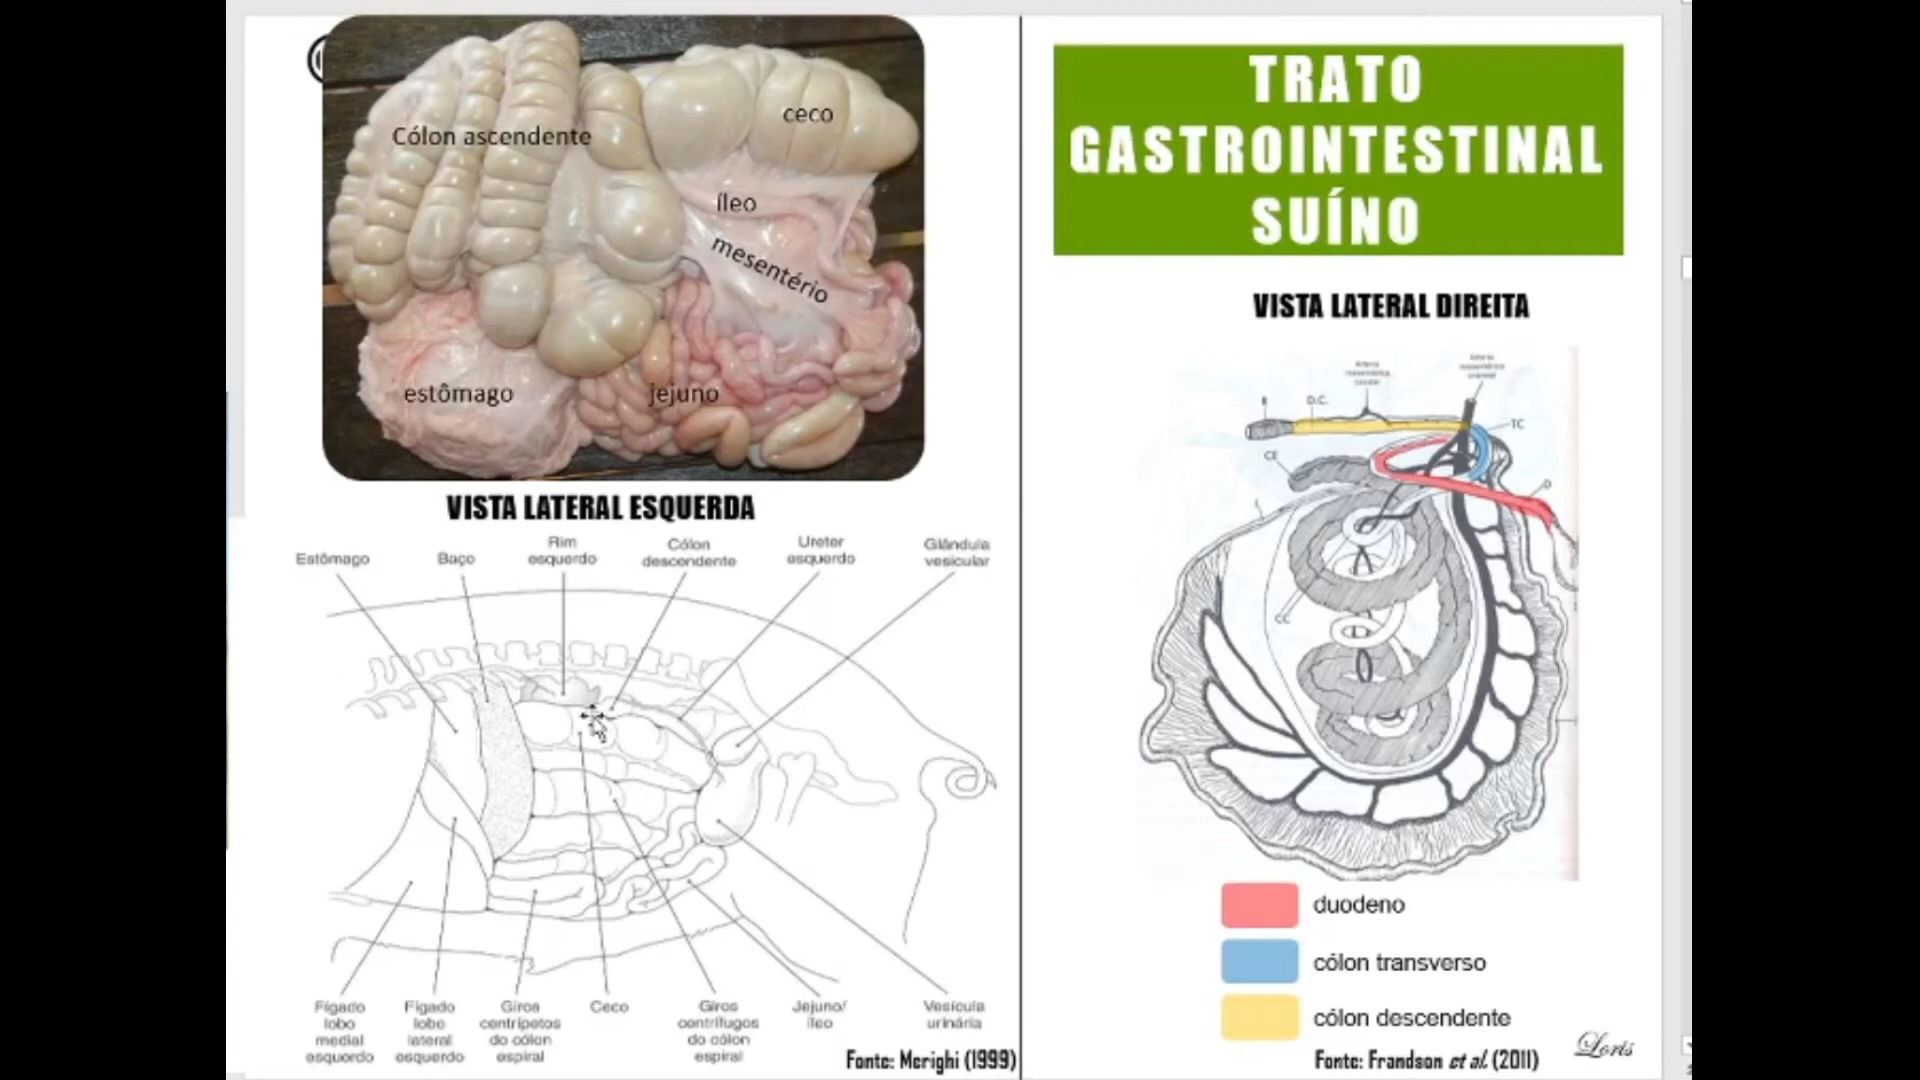 Cólon ascendente
ceco
íleo
mesentério
estômago
jejuno
VISTA LATERAL ESQUERDA
Estômago
Baço
Rim
esquerdo
Cólon
descendente
Ureter
esquerdo
Glândula
vesicular
Fígado
lobo
medial
esquerdo
Fígado
lobo
lateral
esquerdo
Giros
centrípetos
do cólon
espiral
Ceco
Giros
centrífugos
do cólon
espiral
Jejuno/
íleo
Vesícula
urinária
Fonte: Merighi (1999)
TRATO
GASTROINTESTINAL
SUÍNO
VISTA LATERAL DIREITA
R
D.C.
TC
CE
D
CC
duodeno
cólon transverso
cólon descendente
Fonte: Frandson et al. (2011)
Loris